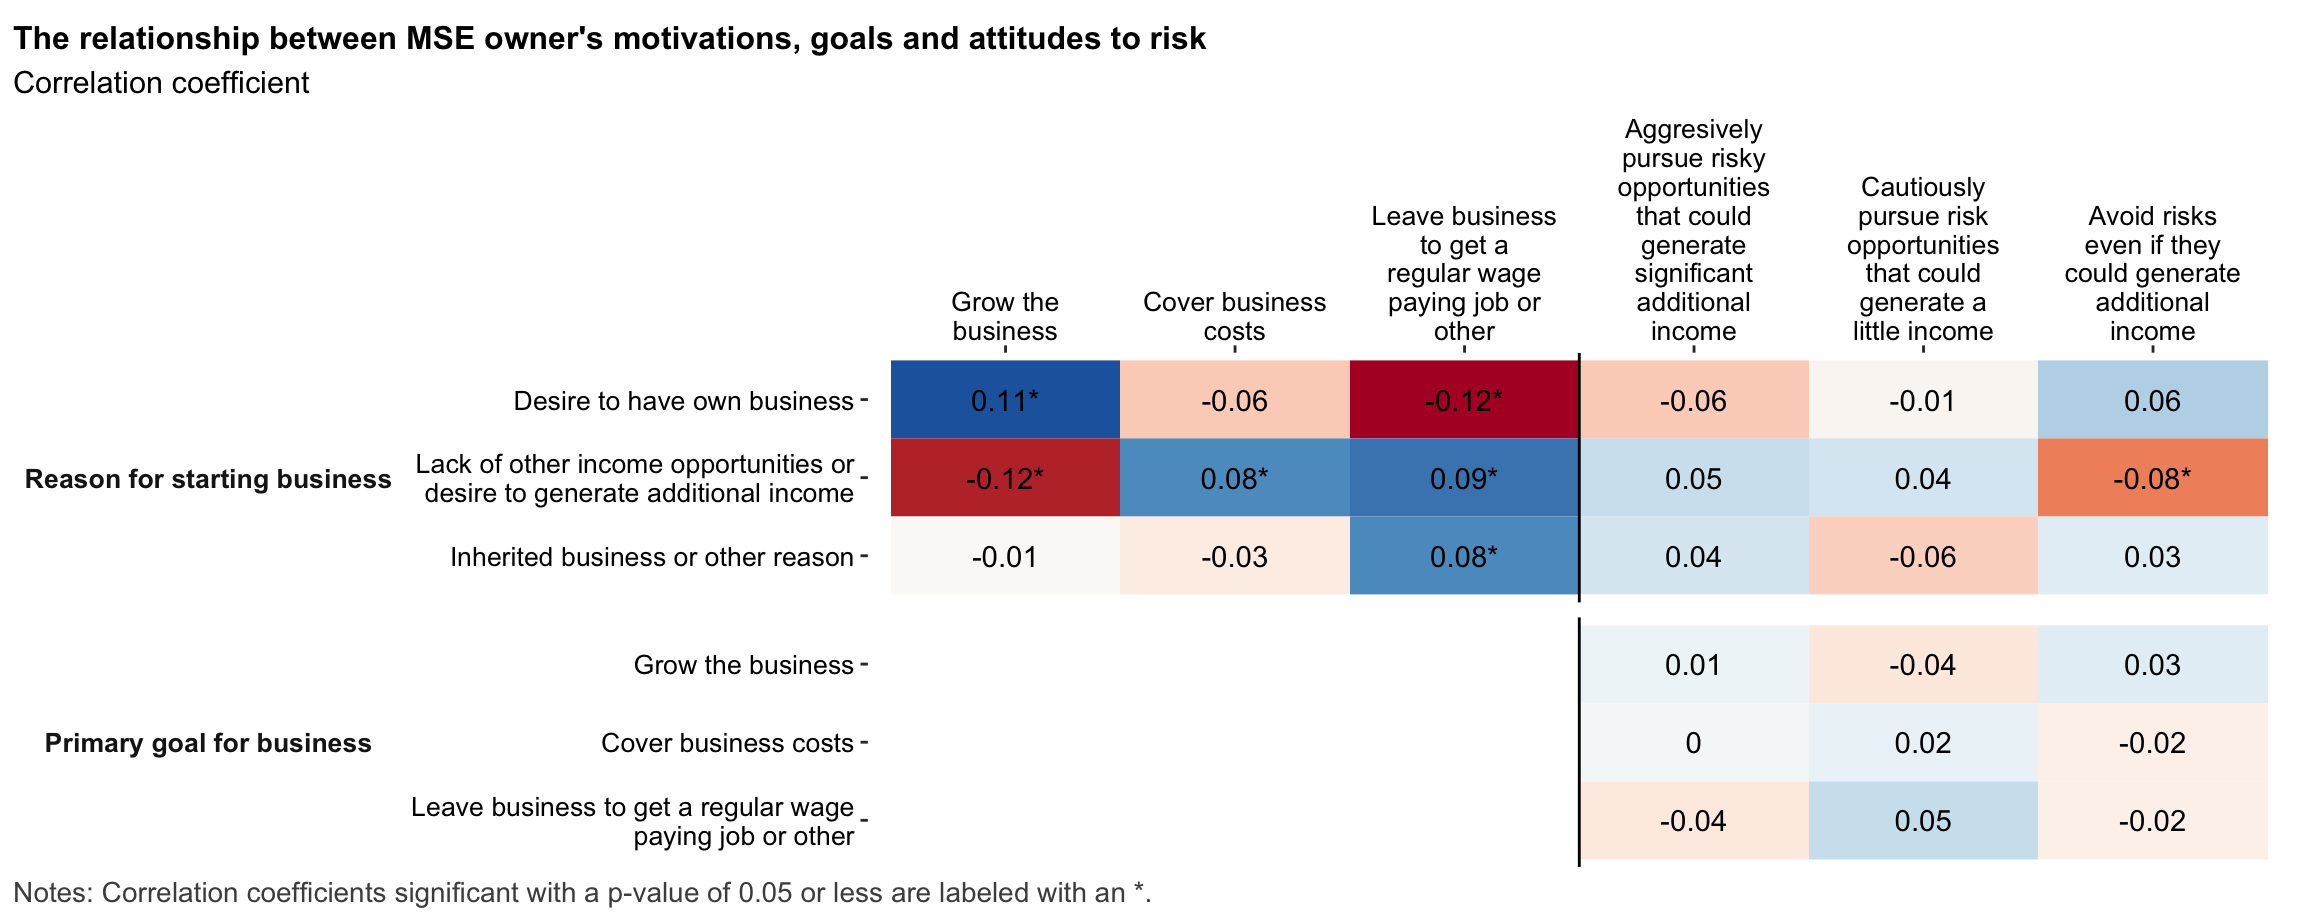 The relationship between MSE owner's motivations, goals and attitudes to risk
Correlation coefficient
Grow the
business
Cover business
costs
Leave business
to get a
regular wage
paying job or
other
Aggresively
pursue risky
opportunities
that could
generate
significant
additional
income
Cautiously
pursue risk
opportunities
that could
generate a
little income
Avoid risks
even if they
could generate
additional
income
Reason for starting business
Desire to have own business
0.11*
-0.06
-0.12*
-0.06
-0.01
0.06
Lack of other income opportunities or
desire to generate additional income
-0.12*
0.08*
0.09*
0.05
0.04
-0.08*
Inherited business or other reason
-0.01
-0.03
0.08*
0.04
-0.06
0.03
Primary goal for business
Grow the business
0.01
-0.04
0.03
Cover business costs
0
0.02
-0.02
Leave business to get a regular wage
paying job or other
-0.04
0.05
-0.02
Notes: Correlation coefficients significant with a p-value of 0.05 or less are labeled with an *.